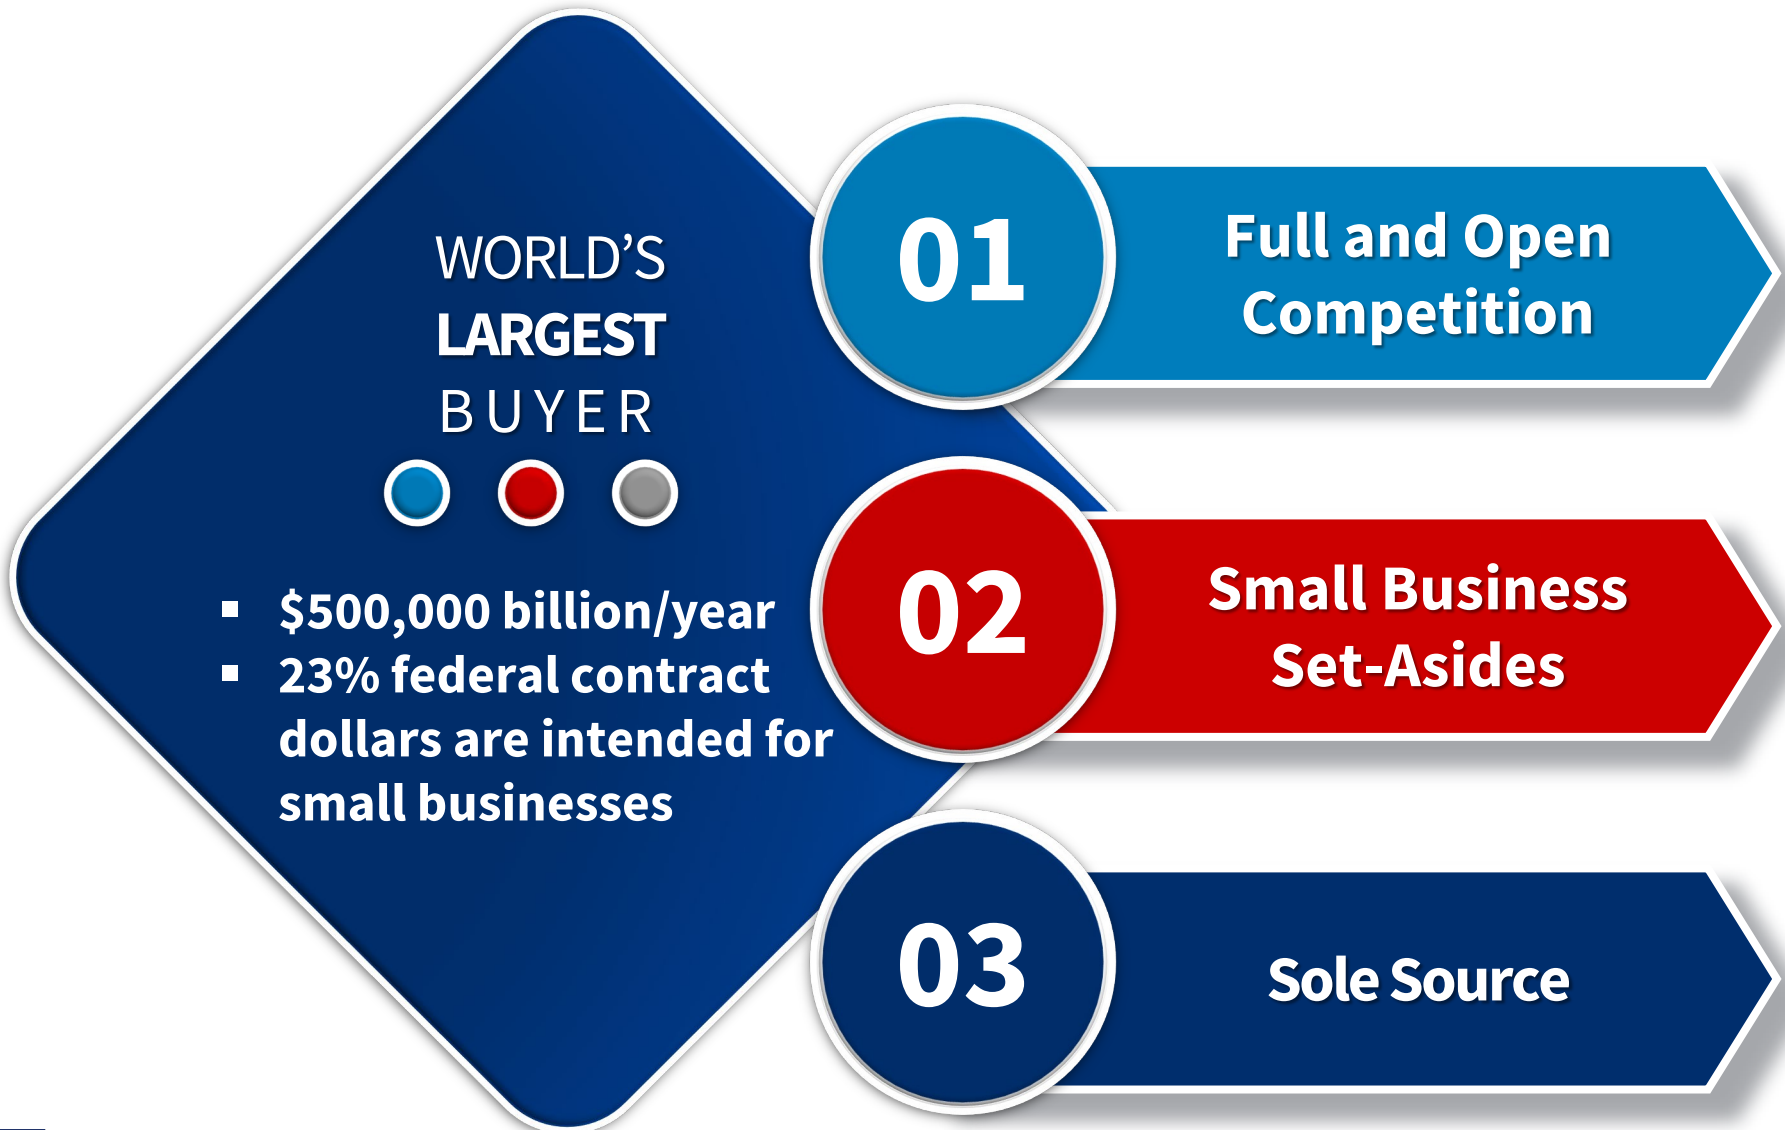 WORLD’S
LARGEST
BUYER
▪ $500,000 billion/year
▪ 23% federal contract
dollars are intended for
small businesses
01
Full and Open
Competition
02
Small Business
Set-Asides
03
Sole Source